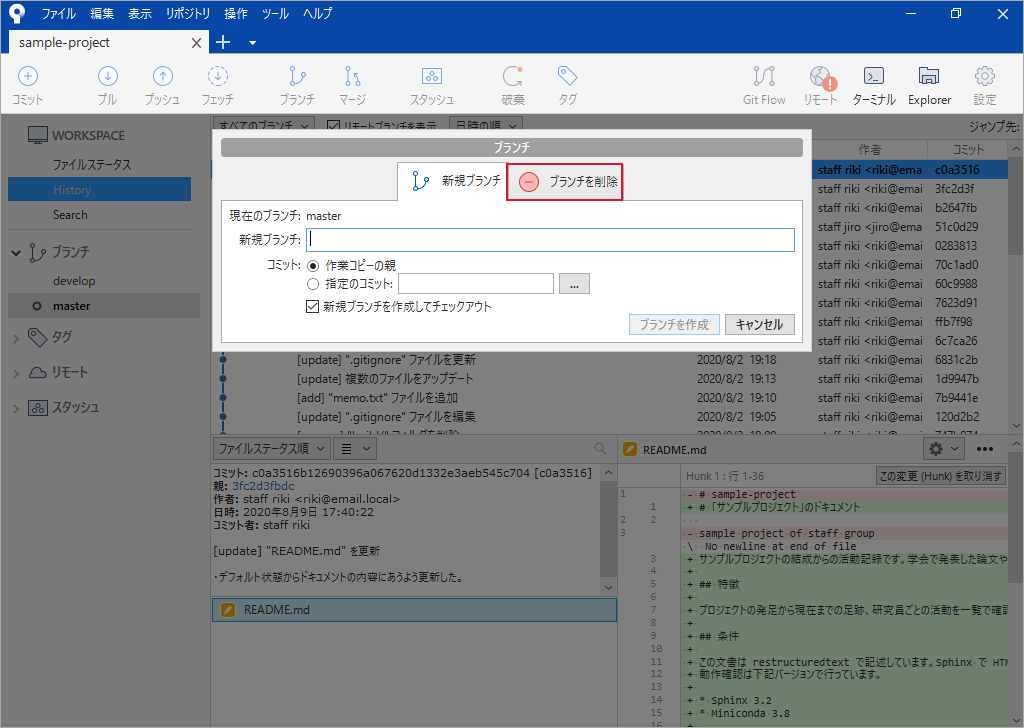 ファイル 編集 表示 リポジトリ 操作 ツール ヘルプ
sample-project
コミット プル プッシュ フェッチ ブランチ マージ スタッシュ 破棄 タグ Git Flow リモート ターミナル Explorer 設定
WORKSPACE
ファイルステータス
History
Search
ブランチ
develop
master
タグ
リモート
スタッシュ
すべてのブランチ リモートブランチを表示 日時の順 ジャンプ先:
作者 コミット
staff riki <riki@ema c0a3516
staff riki <riki@emai 3fc2d3f
staff riki <riki@emai b2647fb
staff jiro <jiro@ema 51c0d29
staff riki <riki@emai 0283813
staff riki <riki@emai 70c1ad0
staff riki <riki@emai 60c9988
staff riki <riki@emai 7623d91
staff riki <riki@emai ffb7f98
staff riki <riki@emai 6c7ca26
ブランチ
新規ブランチ ブランチを削除
現在のブランチ: master
新規ブランチ:
コミット: 作業コピーの親
指定のコミット: ...
新規ブランチを作成してチェックアウト
ブランチを作成 キャンセル
[update] ".gitignore" ファイルを更新 2020/8/2 19:18 staff riki <riki@emai 6831c2b
[update] 複数のファイルをアップデート 2020/8/2 19:13 staff riki <riki@emai 1d9947b
[add] "memo.txt" ファイルを追加 2020/8/2 19:10 staff riki <riki@emai 7b9441e
[update] ".gitignore" ファイルを編集 2020/8/2 19:05 staff riki <riki@emai 120d2b2
ファイルステータス順
コミット: c0a3516b12690396a067620d1332e3aeb545c704 [c0a3516]
親: 3fc2d3fbdc
作者: staff riki <riki@email.local>
日時: 2020年8月9日 17:40:22
コミット者: staff riki
[update] "README.md" を更新
・デフォルト状態からドキュメントの内容にあうよう更新した。
README.md
README.md •••
Hunk 1 : 行 1-36 この変更 (Hunk) を取り消す
1 - # sample-project
1 + # 「サンプルプロジェクト」のドキュメント
2 2
3 - sample project of staff group
\ No newline at end of file
3 + サンプルプロジェクトの結成からの活動記録です。学会で発表した論文や
4 +
5 + ## 特徴
6 +
7 + プロジェクトの発足から現在までの足跡、研究員ごとの活動を一覧で確認
8 +
9 + ## 条件
10 +
11 + この文書は restructuredtext で記述しています。Sphinx で HTM
12 + 動作確認は下記バージョンで行っています。
13 +
14 + * Sphinx 3.2
15 + * Miniconda 3.8